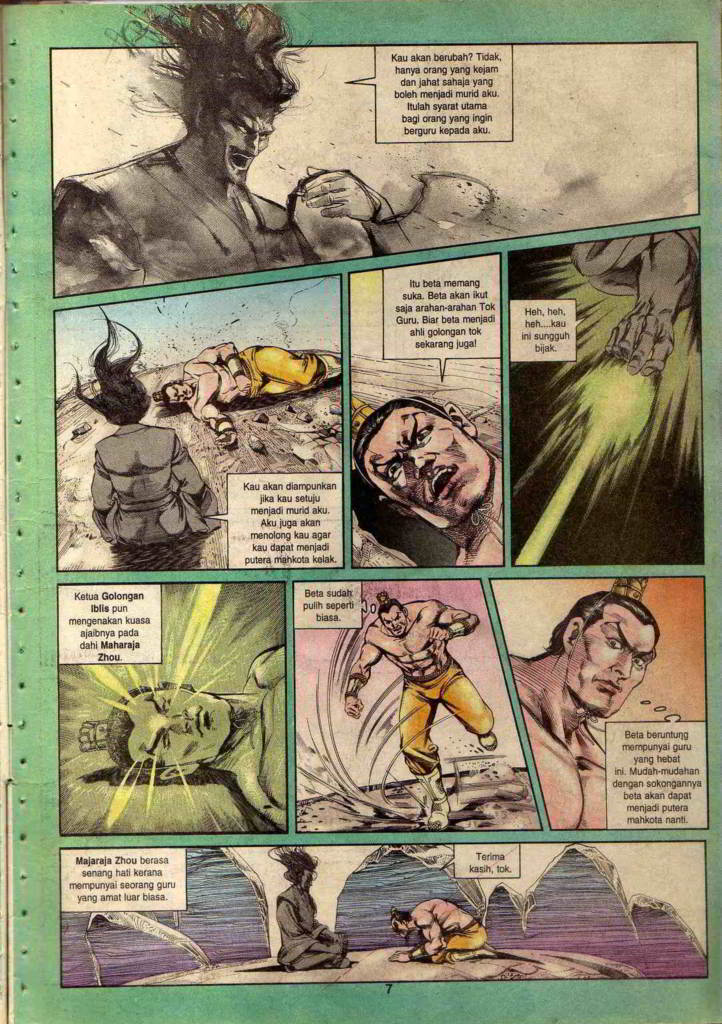 Kau akan berubah? Tidak,
hanya orang yang kejam
dan jahat sahaja yang
boleh menjadi murid aku.
Itulah syarat utama
bagi orang yang ingin
berguru kepada aku.
Kau akan diampunkan
jika kau setuju
menjadi murid aku.
Aku juga akan
menolong kau agar
kau dapat menjadi
putera mahkota kelak.
Itu beta memang
suka. Beta akan ikut
saja arahan-arahan Tok
Guru. Biar beta menjadi
ahli golongan tok
sekarang juga!
Heh, heh,
heh....kau
ini sungguh
bijak.
Ketua Golongan
Iblis pun
mengenakan kuasa
ajaibnya pada
dahi Maharaja
Zhou.
Beta sudah
pulih seperti
biasa.
Beta beruntung
mempunyai guru
yang hebat
ini. Mudah-mudahan
dengan sokongannya
beta akan dapat
menjadi putera
mahkota nanti.
Majaraja Zhou berasa
senang hati kerana
mempunyai seorang guru
yang amat luar biasa.
Terima
kasih, tok.
7